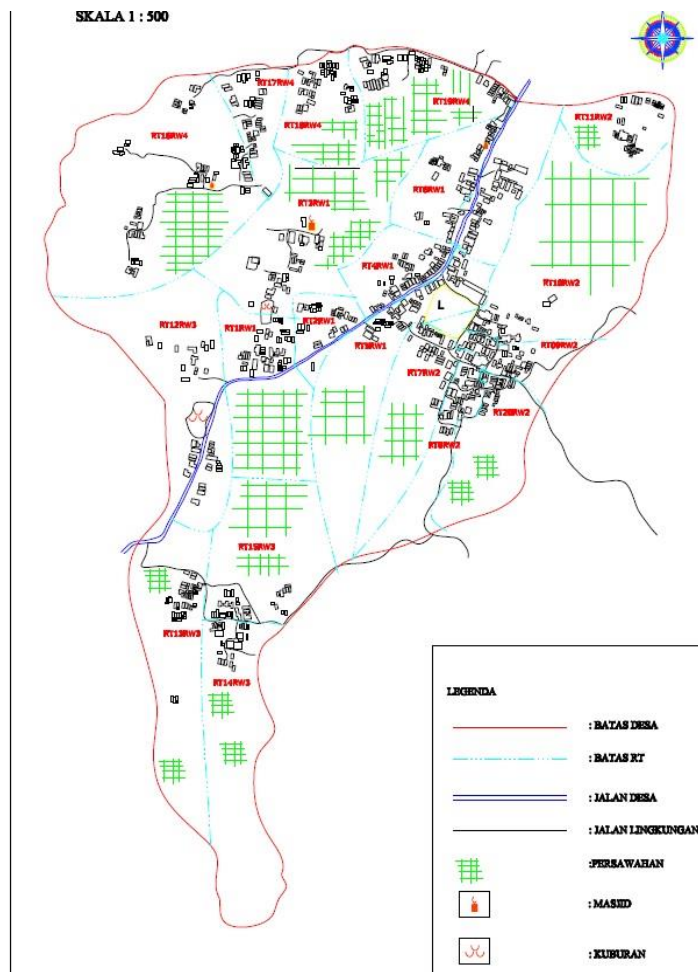 SKALA 1 : 500
RT17RW4
RT18RW4
RT19RW4
RT16RW4
RT11RW2
RT3RW1
RT6RW1
RT4RW1
L
RT10RW2
RT12RW3
RT1RW1
RT2RW1
RT5RW1
RT09RW2
RT17RW2
RT20RW2
RT8RW2
RT15RW3
RT13RW3
RT14RW3
LEGENDA
: BATAS DESA
: BATAS RT
: JALAN DESA
: JALAN LINGKUNGAN
:PERSAWAHAN
: MASJID
: KUBURAN